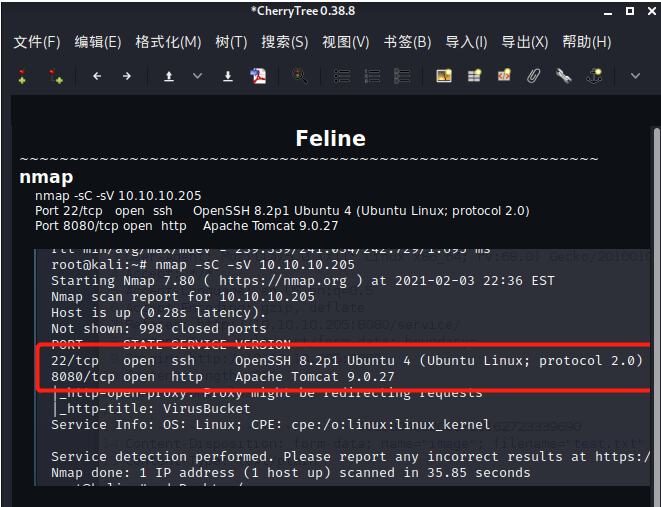 *CherryTree 0.38.8
文件(F) 编辑(E) 格式化(M) 树(T) 搜索(S) 视图(V) 书签(B) 导入(I) 导出(X) 帮助(H)
Feline
~~~~~~~~~~~~~~~~~~~~~~~~~~~~~~~~~~~~~~~~~~~~~~~~~~~~~~~~~~
nmap
nmap -sC -sV 10.10.10.205
Port 22/tcp open ssh OpenSSH 8.2p1 Ubuntu 4 (Ubuntu Linux; protocol 2.0)
Port 8080/tcp open http Apache Tomcat 9.0.27
rtt min/avg/max/mdev = 239.339/241.034/242.729/1.695 ms
root@kali:~# nmap -sC -sV 10.10.10.205
Starting Nmap 7.80 ( https://nmap.org ) at 2021-02-03 22:36 EST
Nmap scan report for 10.10.10.205
Host is up (0.28s latency).
Not shown: 998 closed ports
PORT STATE SERVICE VERSION
22/tcp open ssh OpenSSH 8.2p1 Ubuntu 4 (Ubuntu Linux; protocol 2.0)
8080/tcp open http Apache Tomcat 9.0.27
|_http-open-proxy: Proxy might be redirecting requests
|_http-title: VirusBucket
Service Info: OS: Linux; CPE: cpe:/o:linux:linux_kernel
Service detection performed. Please report any incorrect results at https:/
Nmap done: 1 IP address (1 host up) scanned in 35.85 seconds